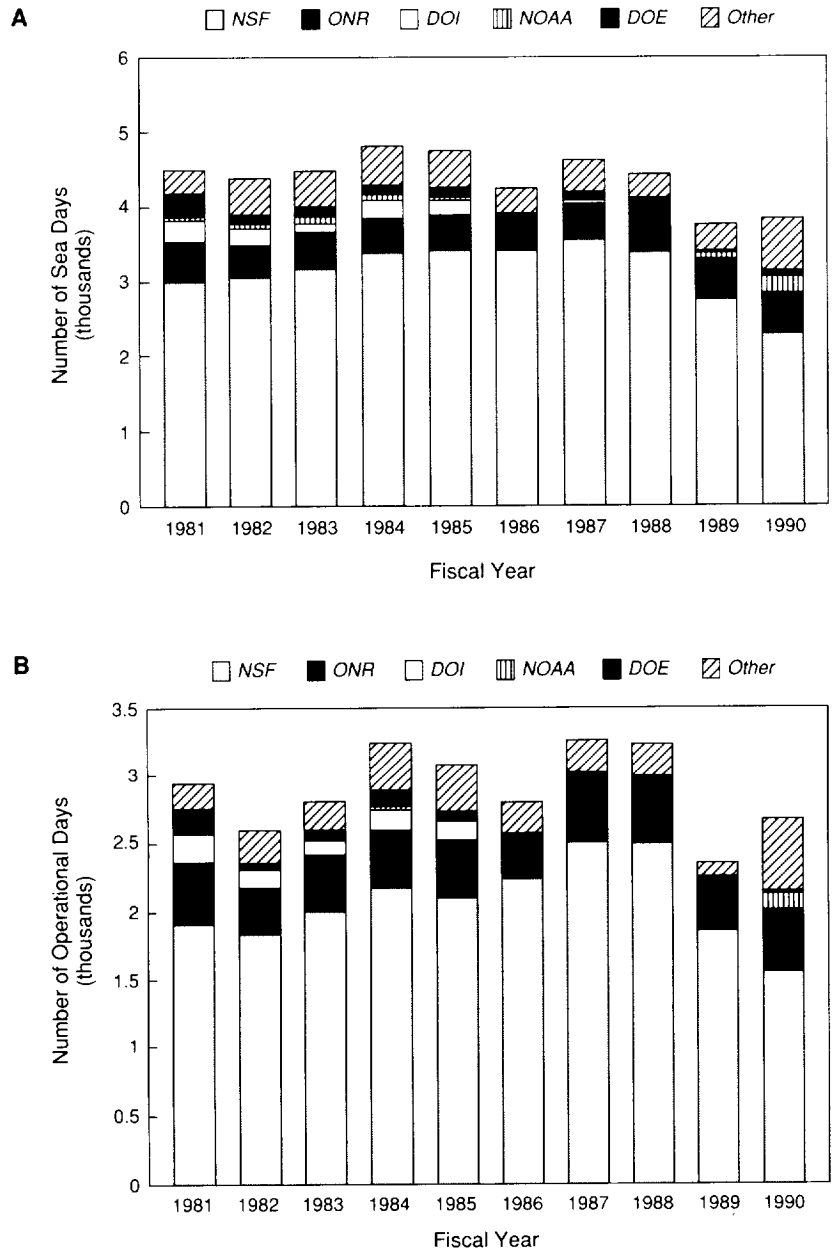 A
NSF ONR DOI NOAA DOE Other
Number of Sea Days
(thousands)
6
5
4
3
2
1
0
1981 1982 1983 1984 1985 1986 1987 1988 1989 1990
Fiscal Year
B
NSF ONR DOI NOAA DOE Other
Number of Operational Days
(thousands)
3.5
3
2.5
2
1.5
1
0.5
0
1981 1982 1983 1984 1985 1986 1987 1988 1989 1990
Fiscal Year